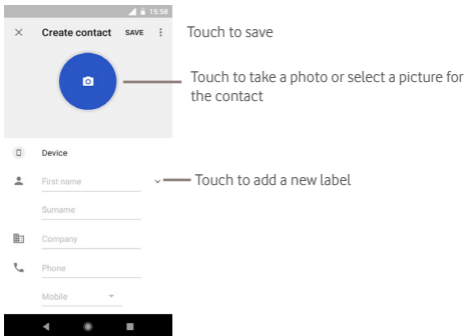 15:58
Create contact SAVE
Touch to save
Touch to take a photo or select a picture for
the contact
Device
First name
Touch to add a new label
Surname
Company
Phone
Mobile